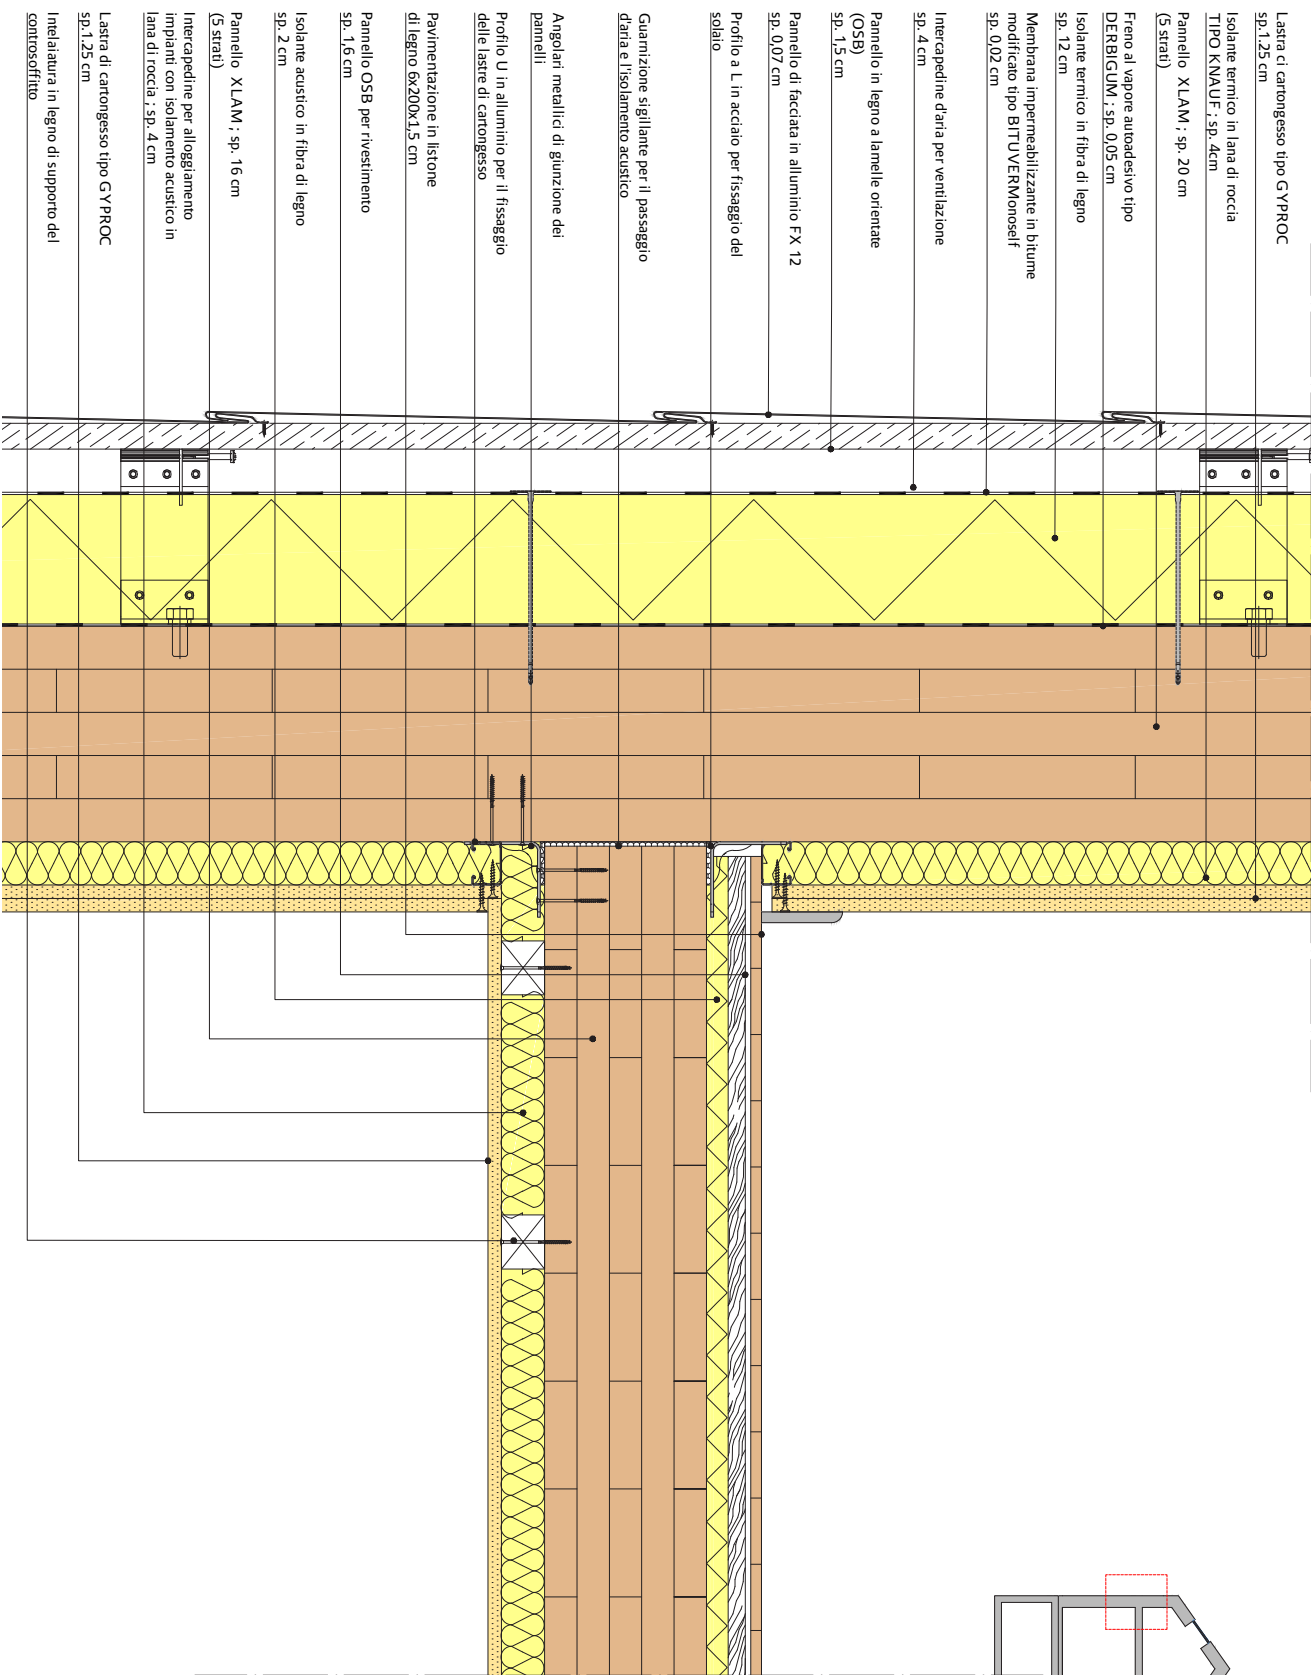 Lastra ci cartongesso tipo GYPROC
sp.1.25 cm
Isolante termico in lana di roccia
TIPO KNAUF ; sp. 4cm
Pannello XLAM ; sp. 20 cm
(5 strati)
Freno al vapore autoadesivo tipo
DERBIGUM ; sp. 0,05 cm
Isolante termico in fibra di legno
sp. 12 cm
Membrana impermeabilizzante in bitume
modificato tipo BITUVERMonoself
sp. 0,02 cm
Intercapedine d'aria per ventilazione
sp. 4 cm
Pannello in legno a lamelle orientate
(OSB)
sp. 1,5 cm
Pannello di facciata in alluminio FX 12
sp. 0,07 cm
Profilo a L in acciaio per fissaggio del
solaio
Guarnizione sigillante per il passaggio
d'aria e l'isolamento acustico
Angolari metallici di giunzione dei
pannelli
Profilo U in alluminio per il fissaggio
delle lastre di cartongesso
Pavimentazione in listone
di legno 6x200x1,5 cm
Pannello OSB per rivestimento
sp. 1,6 cm
Isolante acustico in fibra di legno
sp. 2 cm
Pannello XLAM ; sp. 16 cm
(5 strati)
Intercapedine per alloggiamento
impianti con isolamento acustico in
lana di roccia ; sp. 4 cm
Lastra di cartongesso tipo GYPROC
sp.1.25 cm
Intelaiatura in legno di supporto del
controsoffitto